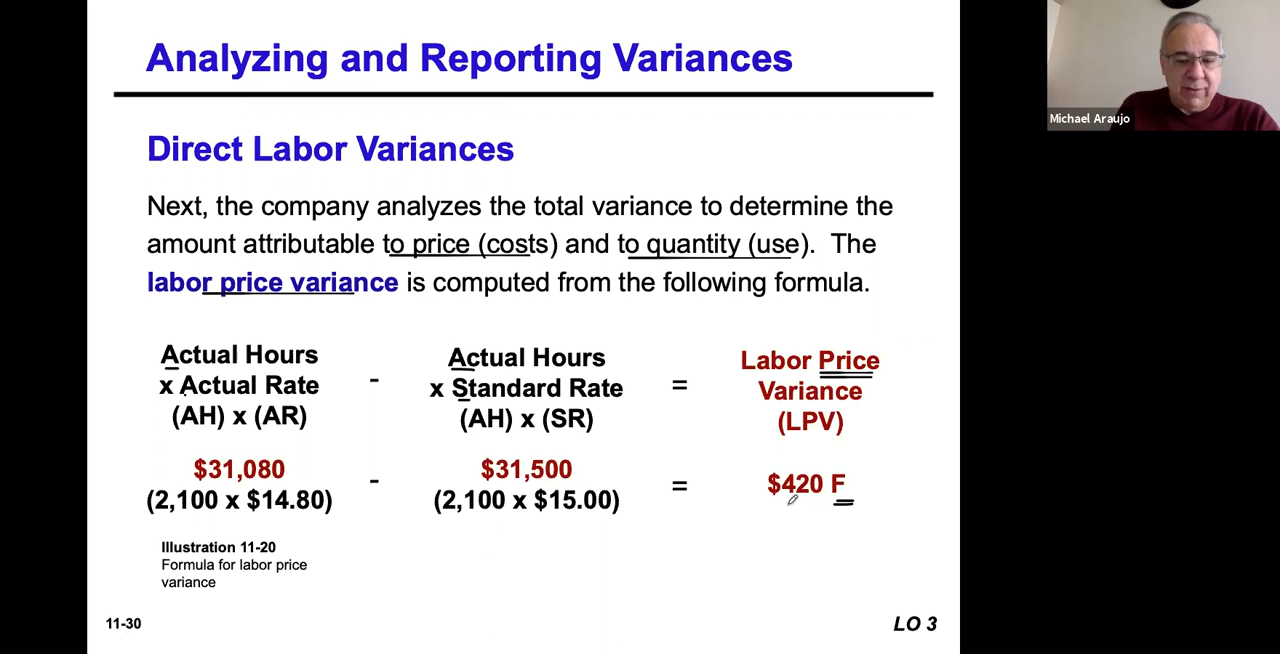 Analyzing and Reporting Variances
Michael Araujo
Direct Labor Variances
Next, the company analyzes the total variance to determine the
amount attributable to price (costs) and to quantity (use). The
labor price variance is computed from the following formula.
Actual Hours
x Actual Rate
(AH) x (AR)
-
Actual Hours
x Standard Rate
(AH) x (SR)
=
Labor Price
Variance
(LPV)
$31,080
(2,100 x $14.80)
-
$31,500
(2,100 x $15.00)
=
$420 F
Illustration 11-20
Formula for labor price
variance
11-30
LO 3